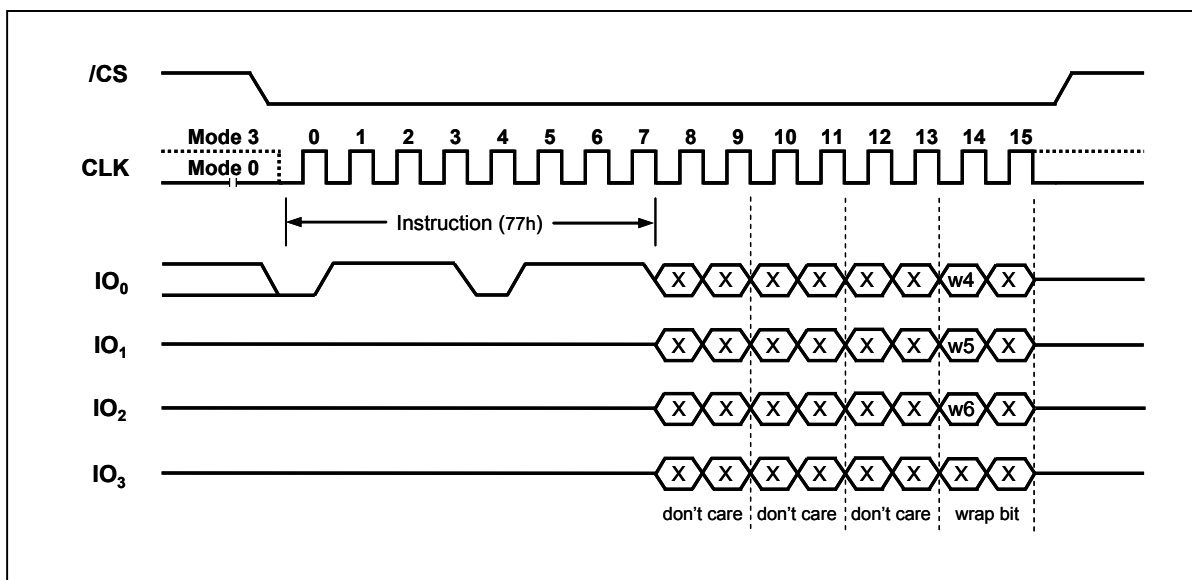 /CS
Mode 3 0 1 2 3 4 5 6 7 8 9 10 11 12 13 14 15
CLK Mode 0
Instruction (77h)
IO0 X X X X X X w4 X
IO1 X X X X X X w5 X
IO2 X X X X X X w6 X
IO3 X X X X X X X X
don't care don't care don't care wrap bit